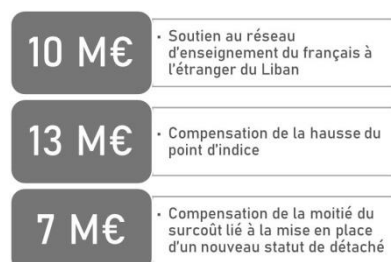 10 M€
• Soutien au réseau
d'enseignement du français à
l'étranger du Liban
13 M€
• Compensation de la hausse du
point d'indice
7 M€
• Compensation de la moitié du
surcoût lié à la mise en place
d'un nouveau statut de détaché